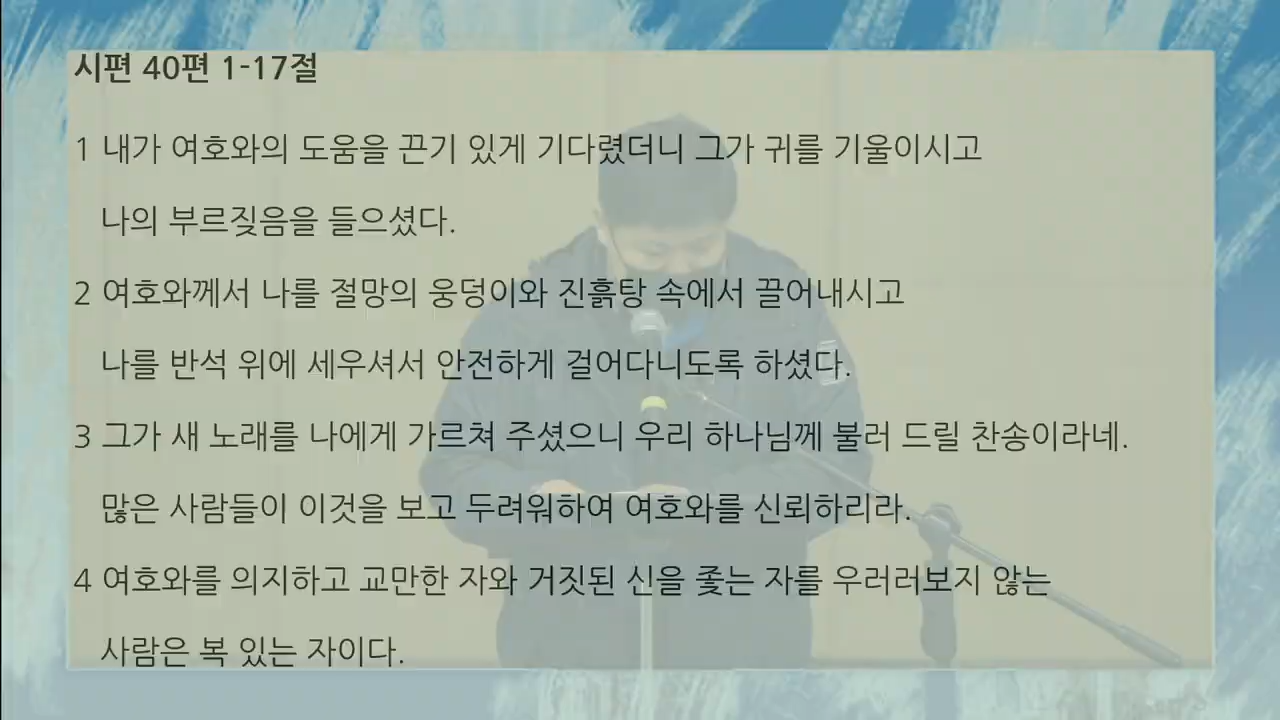 시편 40편 1-17절
1 내가 여호와의 도움을 끈기 있게 기다렸더니 그가 귀를 기울이시고
나의 부르짖음을 들으셨다.
2 여호와께서 나를 절망의 웅덩이와 진흙탕 속에서 끌어내시고
나를 반석 위에 세우셔서 안전하게 걸어다니도록 하셨다.
3 그가 새 노래를 나에게 가르쳐 주셨으니 우리 하나님께 불러 드릴 찬송이라네.
많은 사람들이 이것을 보고 두려워하여 여호와를 신뢰하리라.
4 여호와를 의지하고 교만한 자와 거짓된 신을 좇는 자를 우러러보지 않는
사람은 복 있는 자이다.